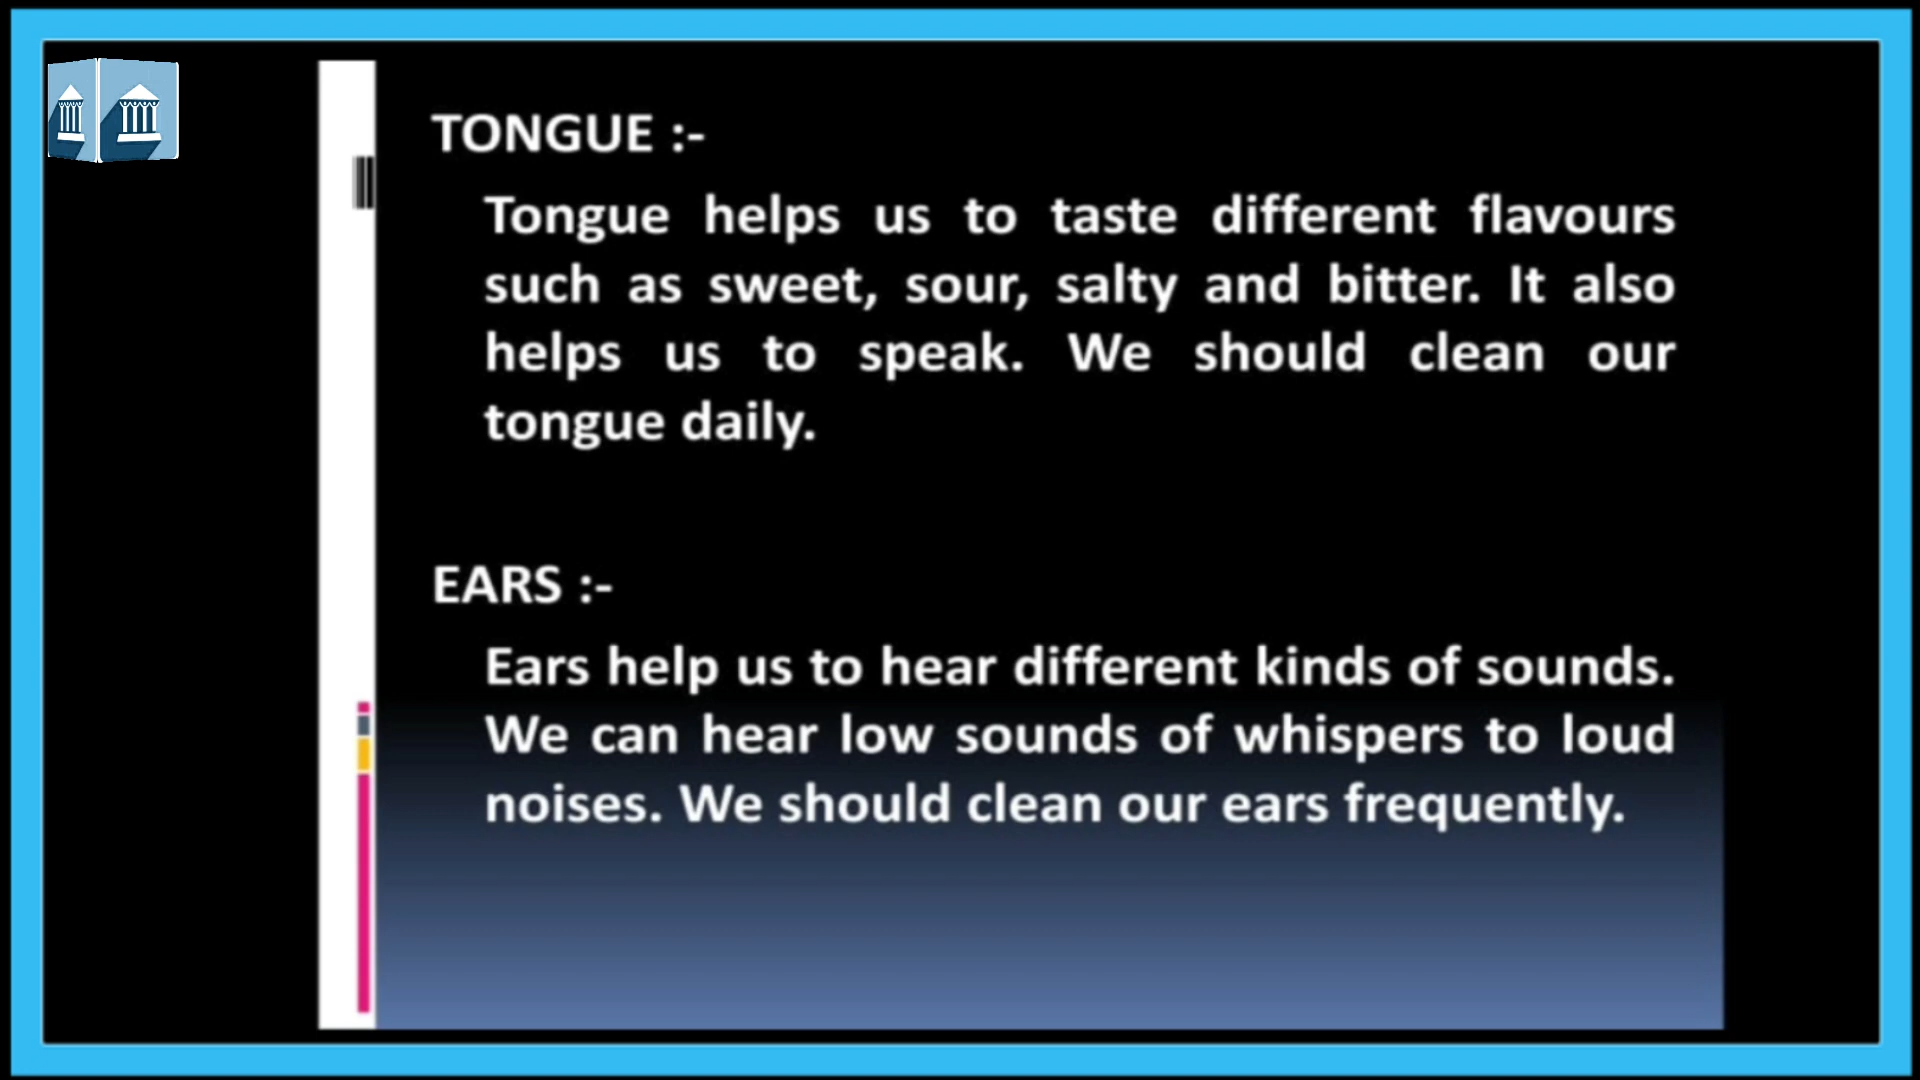 TONGUE :-
Tongue helps us to taste different flavours
such as sweet, sour, salty and bitter. It also
helps us to speak. We should clean our
tongue daily.
EARS :-
Ears help us to hear different kinds of sounds.
We can hear low sounds of whispers to loud
noises. We should clean our ears frequently.